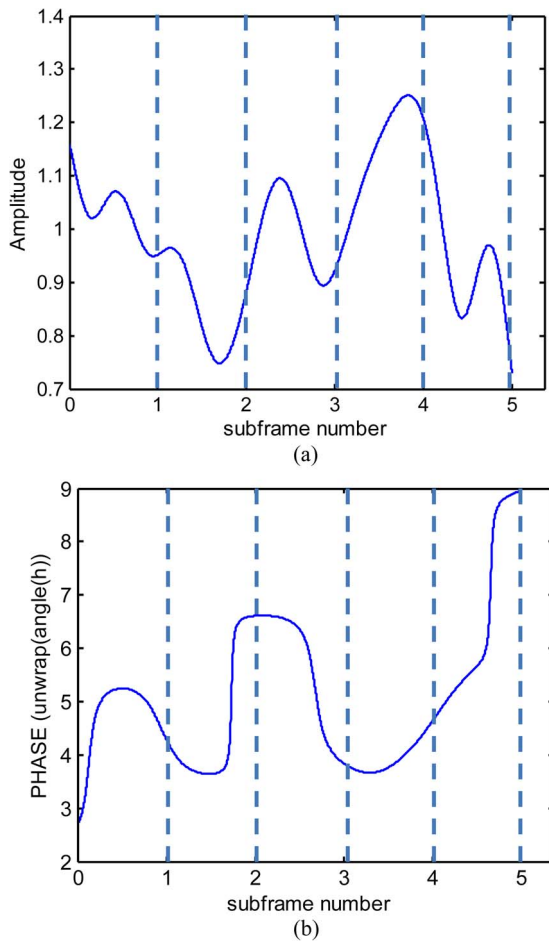 1.4
1.3
1.2
1.1
1
0.9
0.8
0.7
Amplitude
0 1 2 3 4 5
subframe number
(a)
9
8
7
6
5
4
3
2
PHASE (unwrap(angle(h))
0 1 2 3 4 5
subframe number
(b)